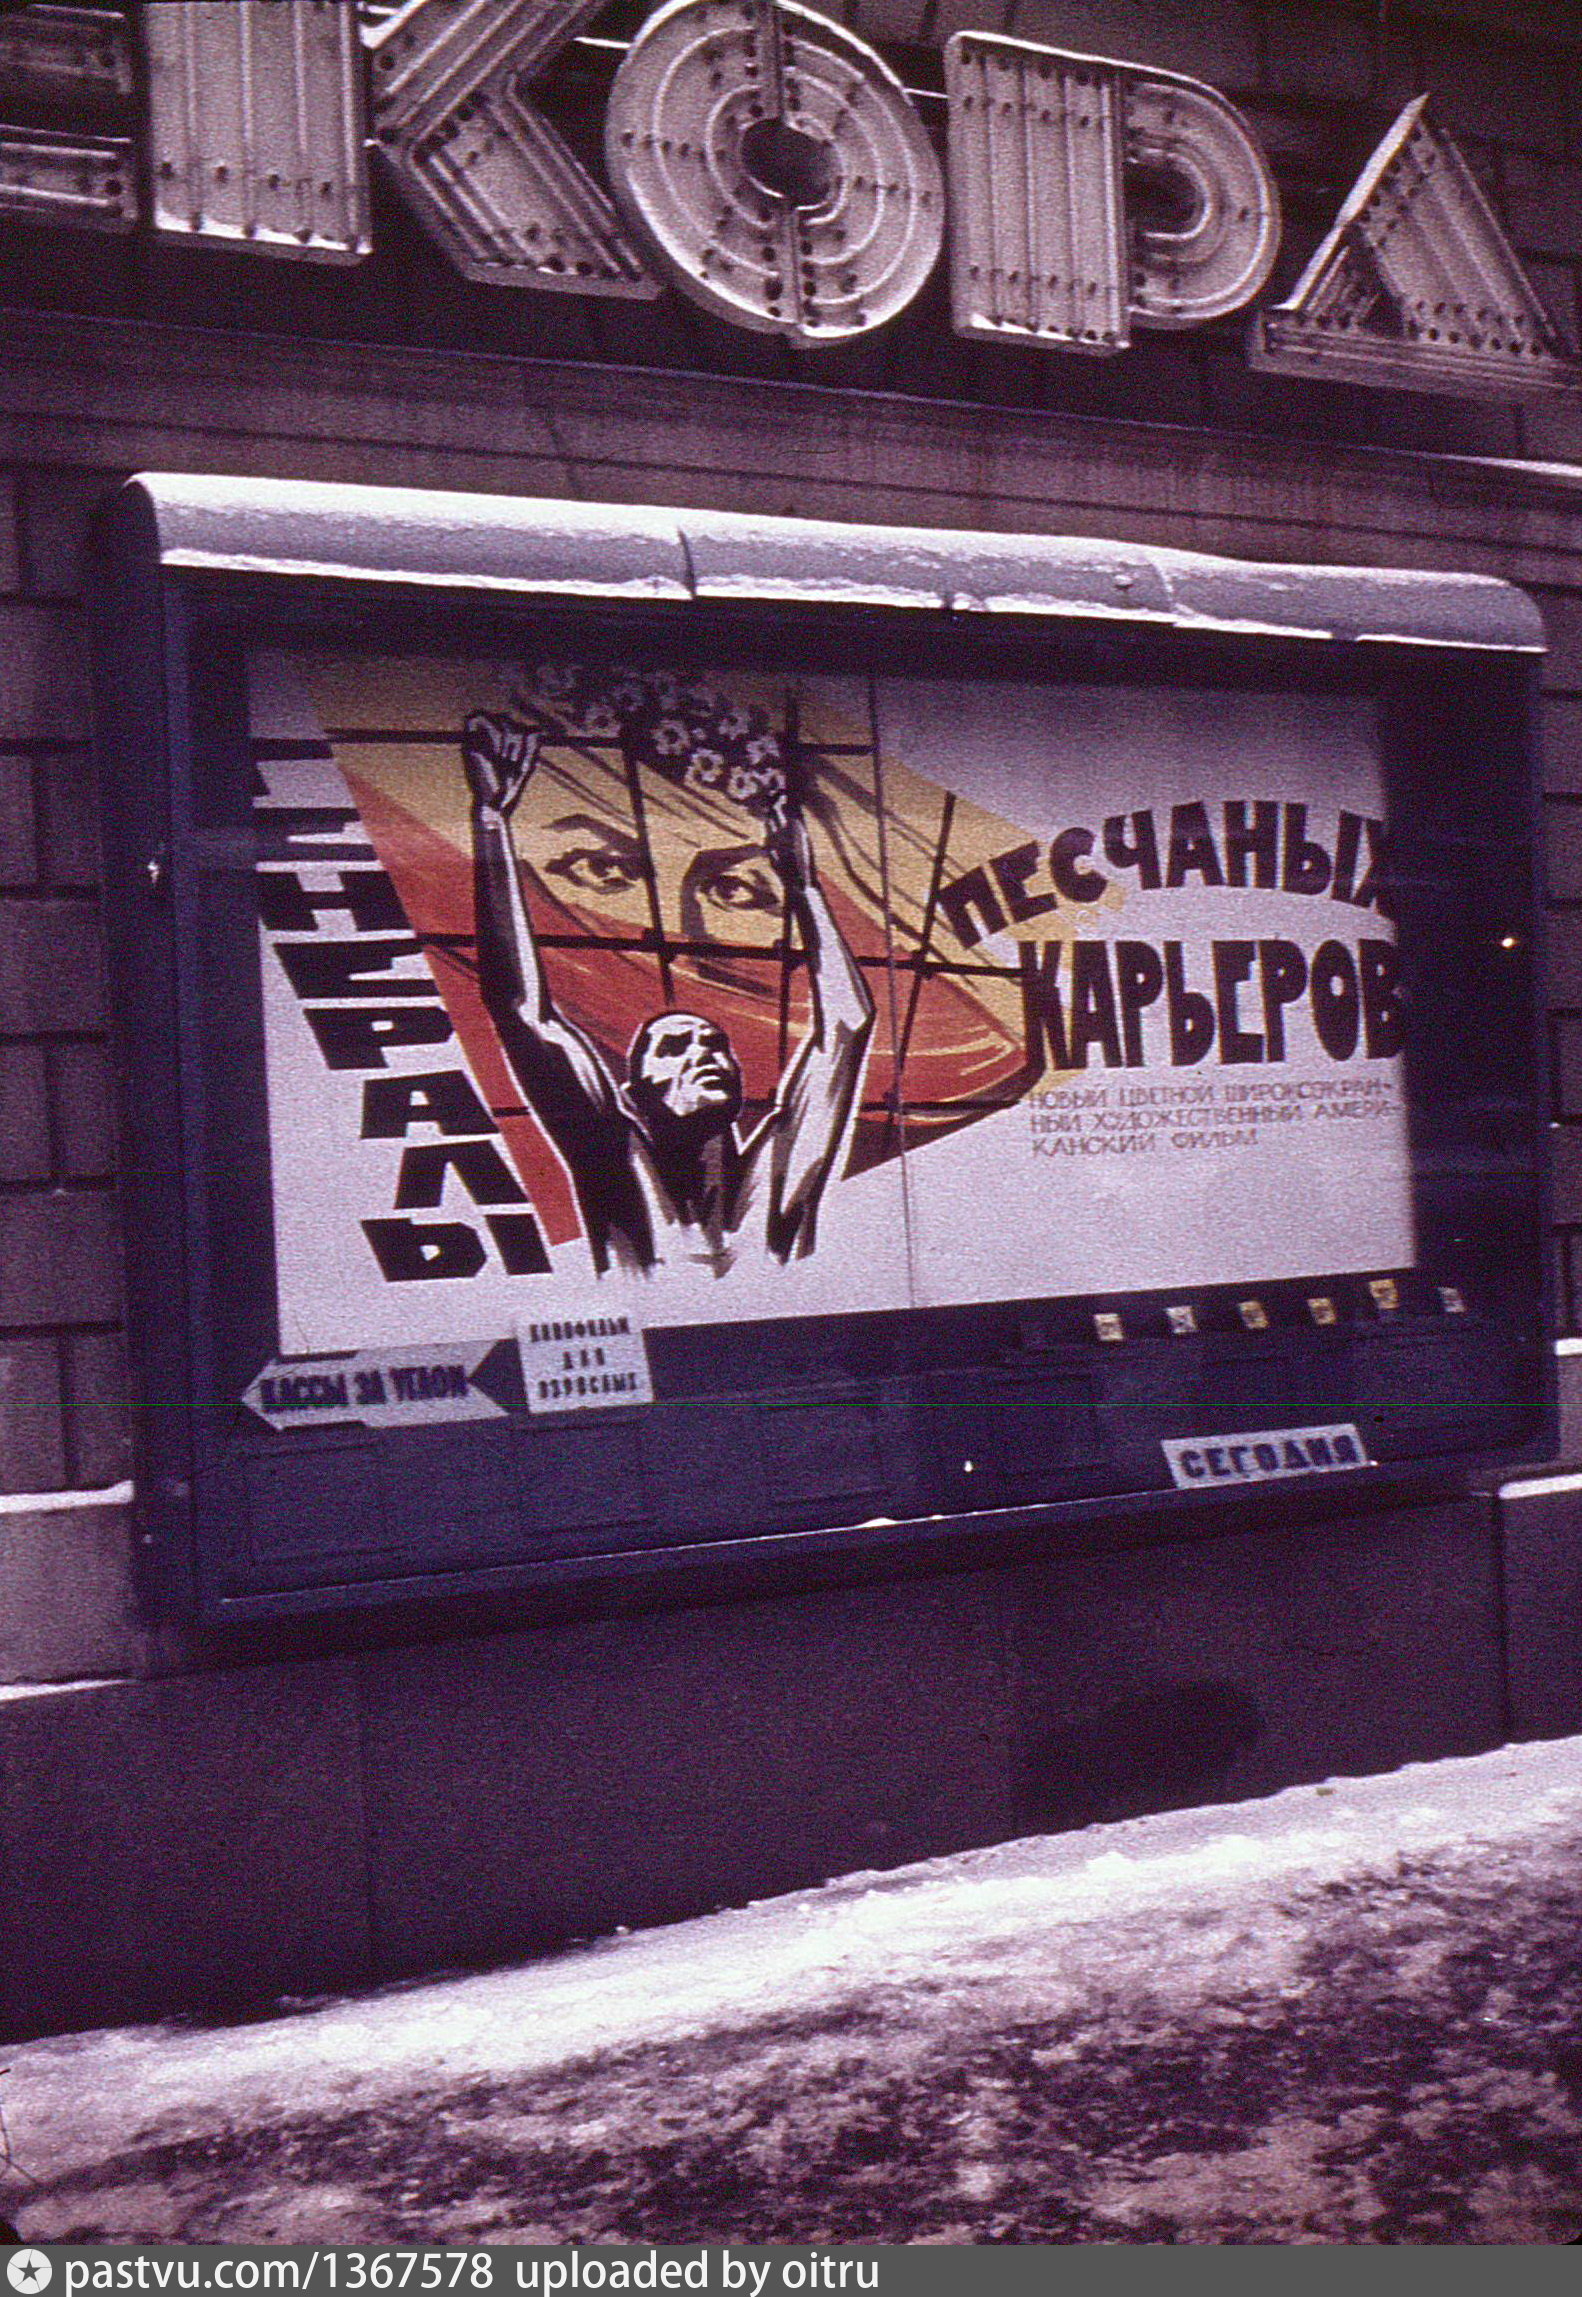 КОРА
ГЕНЕРАЛЫ
ПЕСЧАНЫХ
КАРЬЕРОВ
НОВЫЙ ЦВЕТНОЙ ШИРОКОЭКРАН-
НЫЙ ХУДОЖЕСТВЕННЫЙ АМЕРИ-
КАНСКИЙ ФИЛЬМ
КАССЫ ЗА УГЛОМ
КИНОФИЛЬМ
ДЛЯ
ВЗРОСЛЫХ
СЕГОДНЯ
pastvu.com/1367578 uploaded by oitru